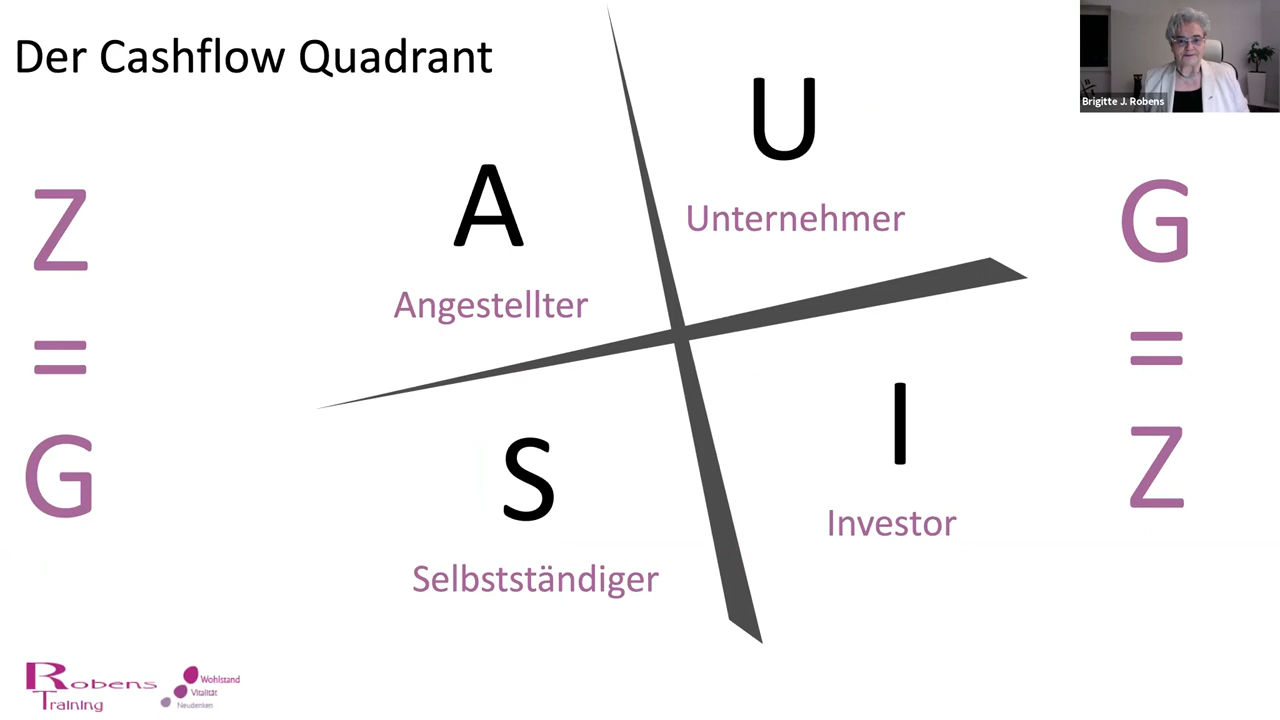 Der Cashflow Quadrant
Brigitte J. Robens
Z
=
G
A
Angestellter
U
Unternehmer
S
Selbstständiger
I
Investor
G
=
Z
Robens
Training
Wohlstand
Vitalität
Neudenken